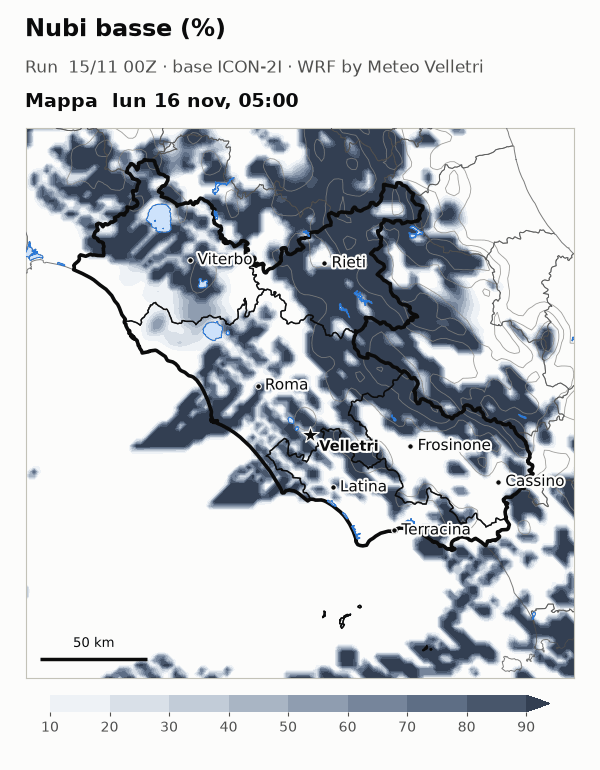 Nubi basse (%)
Run  15/11 00Z · base ICON-2I · WRF by Meteo Velletri
Mappa  lun 16 nov, 05:00
Viterbo
Rieti
Roma
Velletri
Frosinone
Cassino
Latina
Terracina
50 km
10 20 30 40 50 60 70 80 90